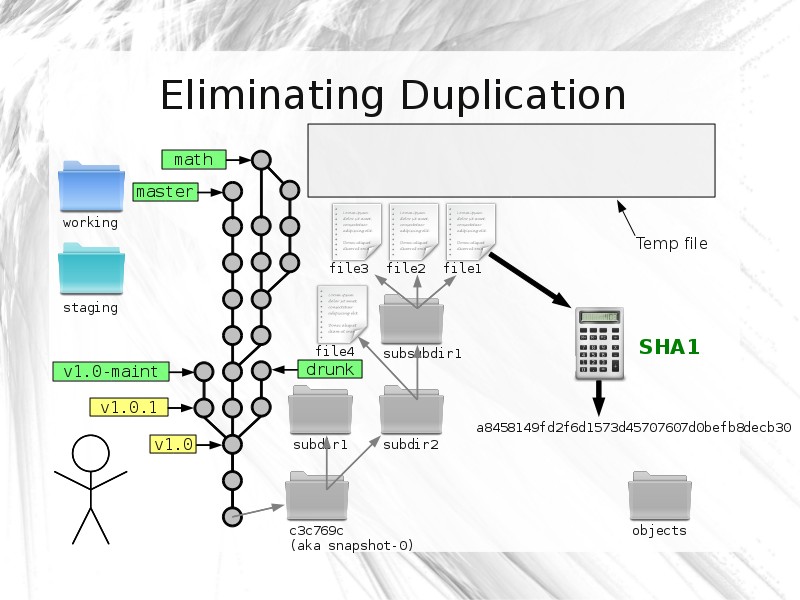 Eliminating Duplication
math
master
working
staging
Temp file
file3
file2
file1
file4
subsubdir1
SHA1
v1.0-maint
drunk
v1.0.1
a8458149fd2f6d1573d45707607d0befb8decb30
v1.0
subdir1
subdir2
c3c769c
(aka snapshot-0)
objects